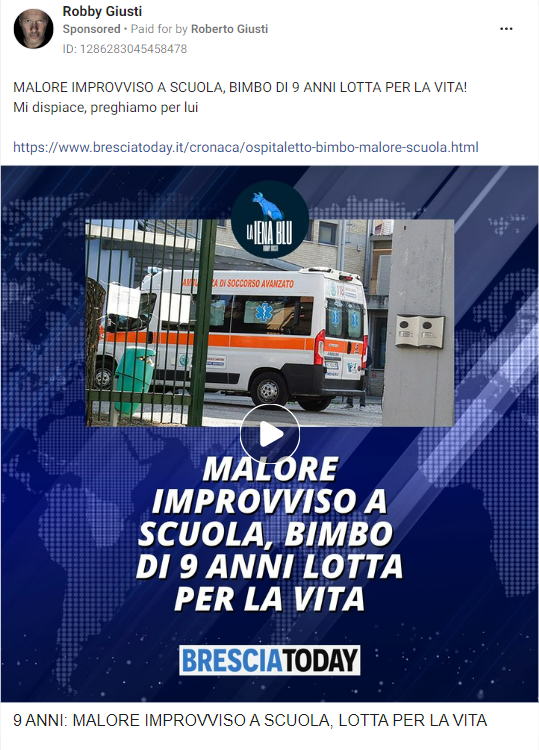 Robby Giusti
Sponsored • Paid for by Roberto Giusti
ID: 1286283045458478
MALORE IMPROVVISO A SCUOLA, BIMBO DI 9 ANNI LOTTA PER LA VITA!
Mi dispiace, preghiamo per lui
https://www.bresciatoday.it/cronaca/ospitaletto-bimbo-malore-scuola.html
LA IENA BLU
ROBBY GIUSTI
DI SOCCORSO AVANZATO
118
MALORE
IMPROVVISO A
SCUOLA, BIMBO
DI 9 ANNI LOTTA
PER LA VITA
BRESCIATODAY
9 ANNI: MALORE IMPROVVISO A SCUOLA, LOTTA PER LA VITA